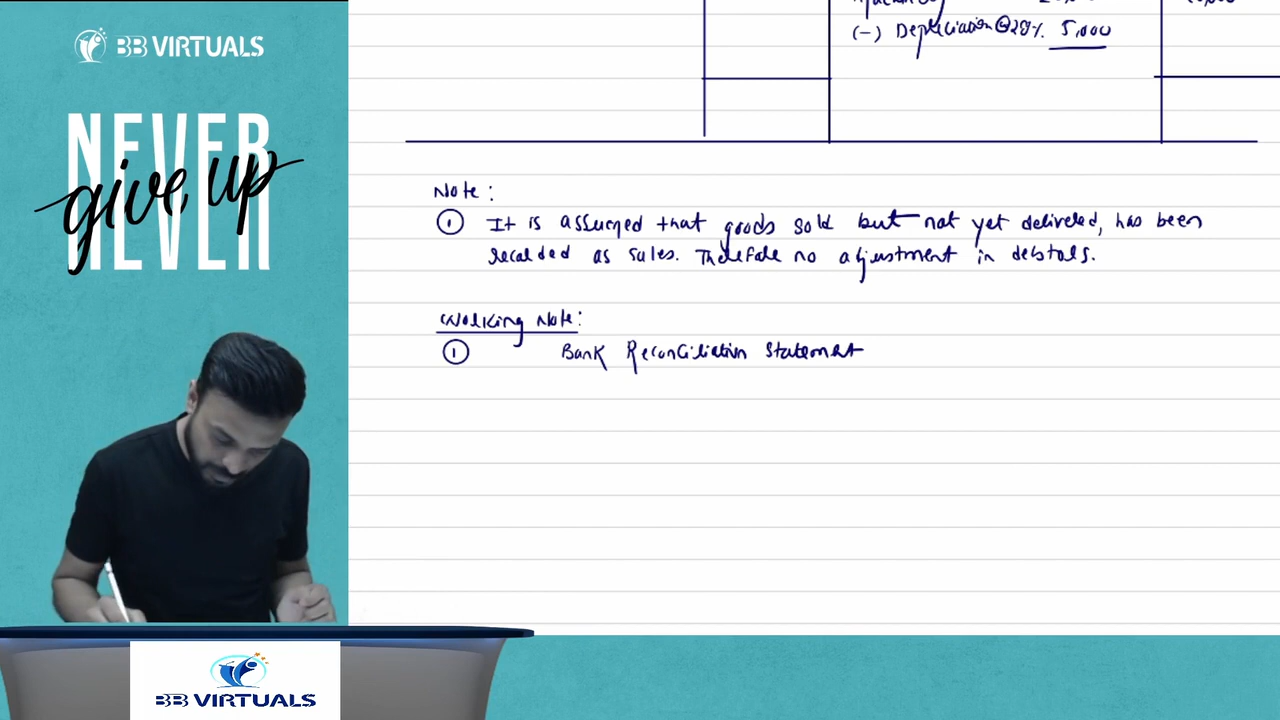 BB VIRTUALS
NEVER
give up
NEVER
(-) Depreciation @20% 5,000
Note:
① It is assumed that goods sold but not yet delivered, has been
recorded as sales. Therefore no adjustment in debtors.
Working Note:
① Bank Reconciliation Statement
BB VIRTUALS